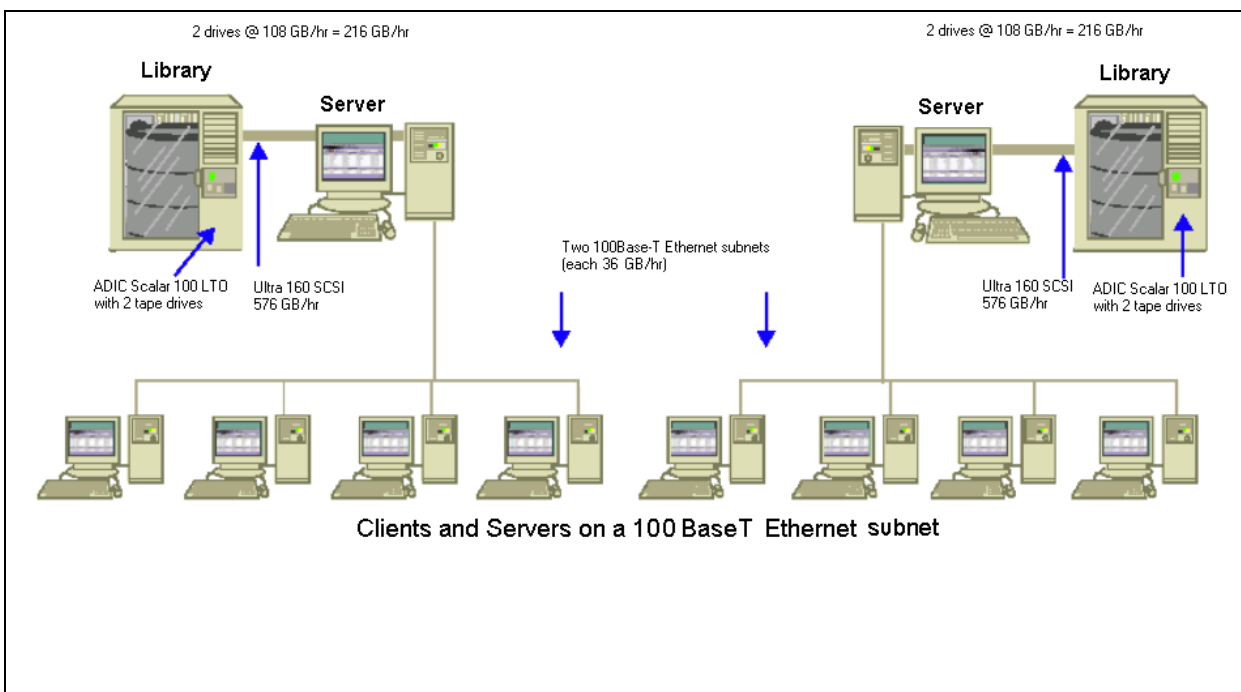 2 drives @ 108 GB/hr = 216 GB/hr
2 drives @ 108 GB/hr = 216 GB/hr
Library
Server
Server
Library
ADIC Scalar 100 LTO
with 2 tape drives
Ultra 160 SCSI
576 GB/hr
Two 100Base-T Ethernet subnets
(each 36 GB/hr)
Ultra 160 SCSI
576 GB/hr
ADIC Scalar 100 LTO
with 2 tape drives
Clients and Servers on a 100 BaseT Ethernet subnet